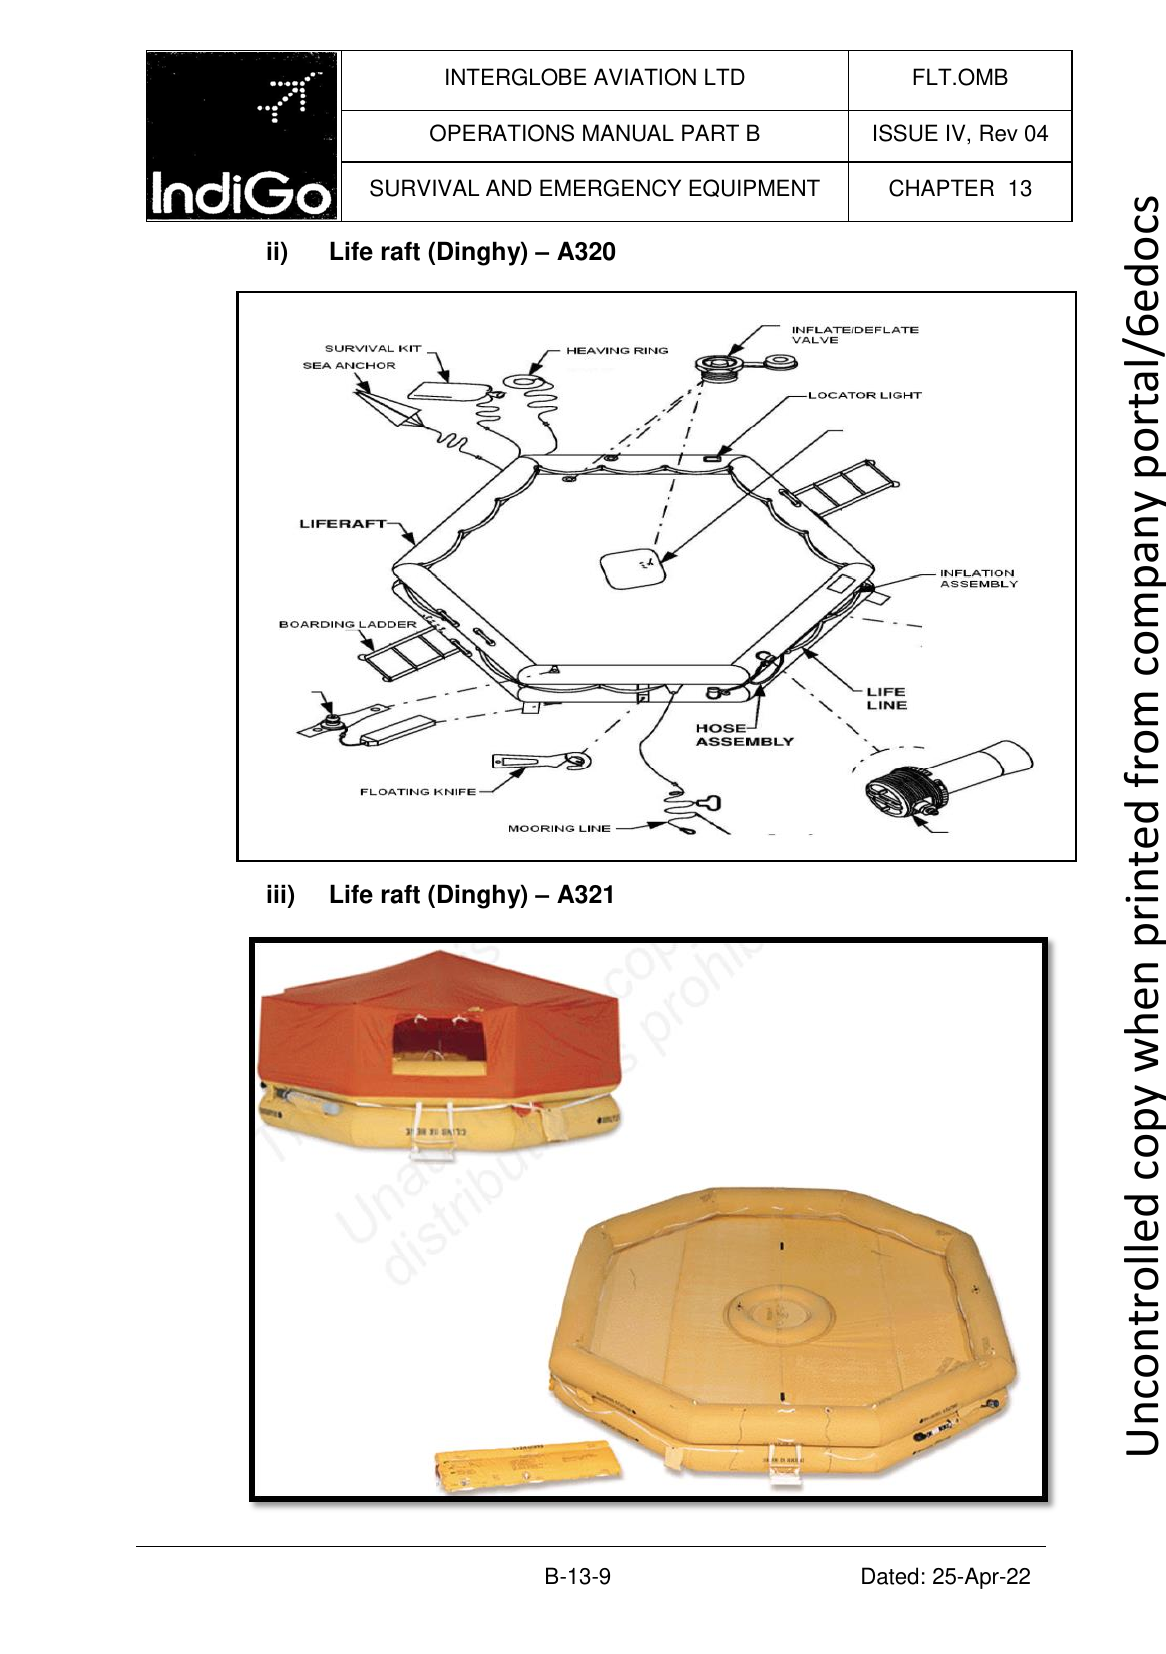 IndiGo
INTERGLOBE AVIATION LTD
FLT.OMB
OPERATIONS MANUAL PART B
ISSUE IV, Rev 04
SURVIVAL AND EMERGENCY EQUIPMENT
CHAPTER 13
ii) Life raft (Dinghy) – A320
INFLATE/DEFLATE
VALVE
SURVIVAL KIT
HEAVING RING
SEA ANCHOR
LOCATOR LIGHT
LIFERAFT
INFLATION
ASSEMBLY
BOARDING LADDER
LIFE
LINE
HOSE
ASSEMBLY
FLOATING KNIFE
MOORING LINE
iii) Life raft (Dinghy) – A321
B-13-9
Dated: 25-Apr-22
Uncontrolled copy when printed from company portal/6edocs